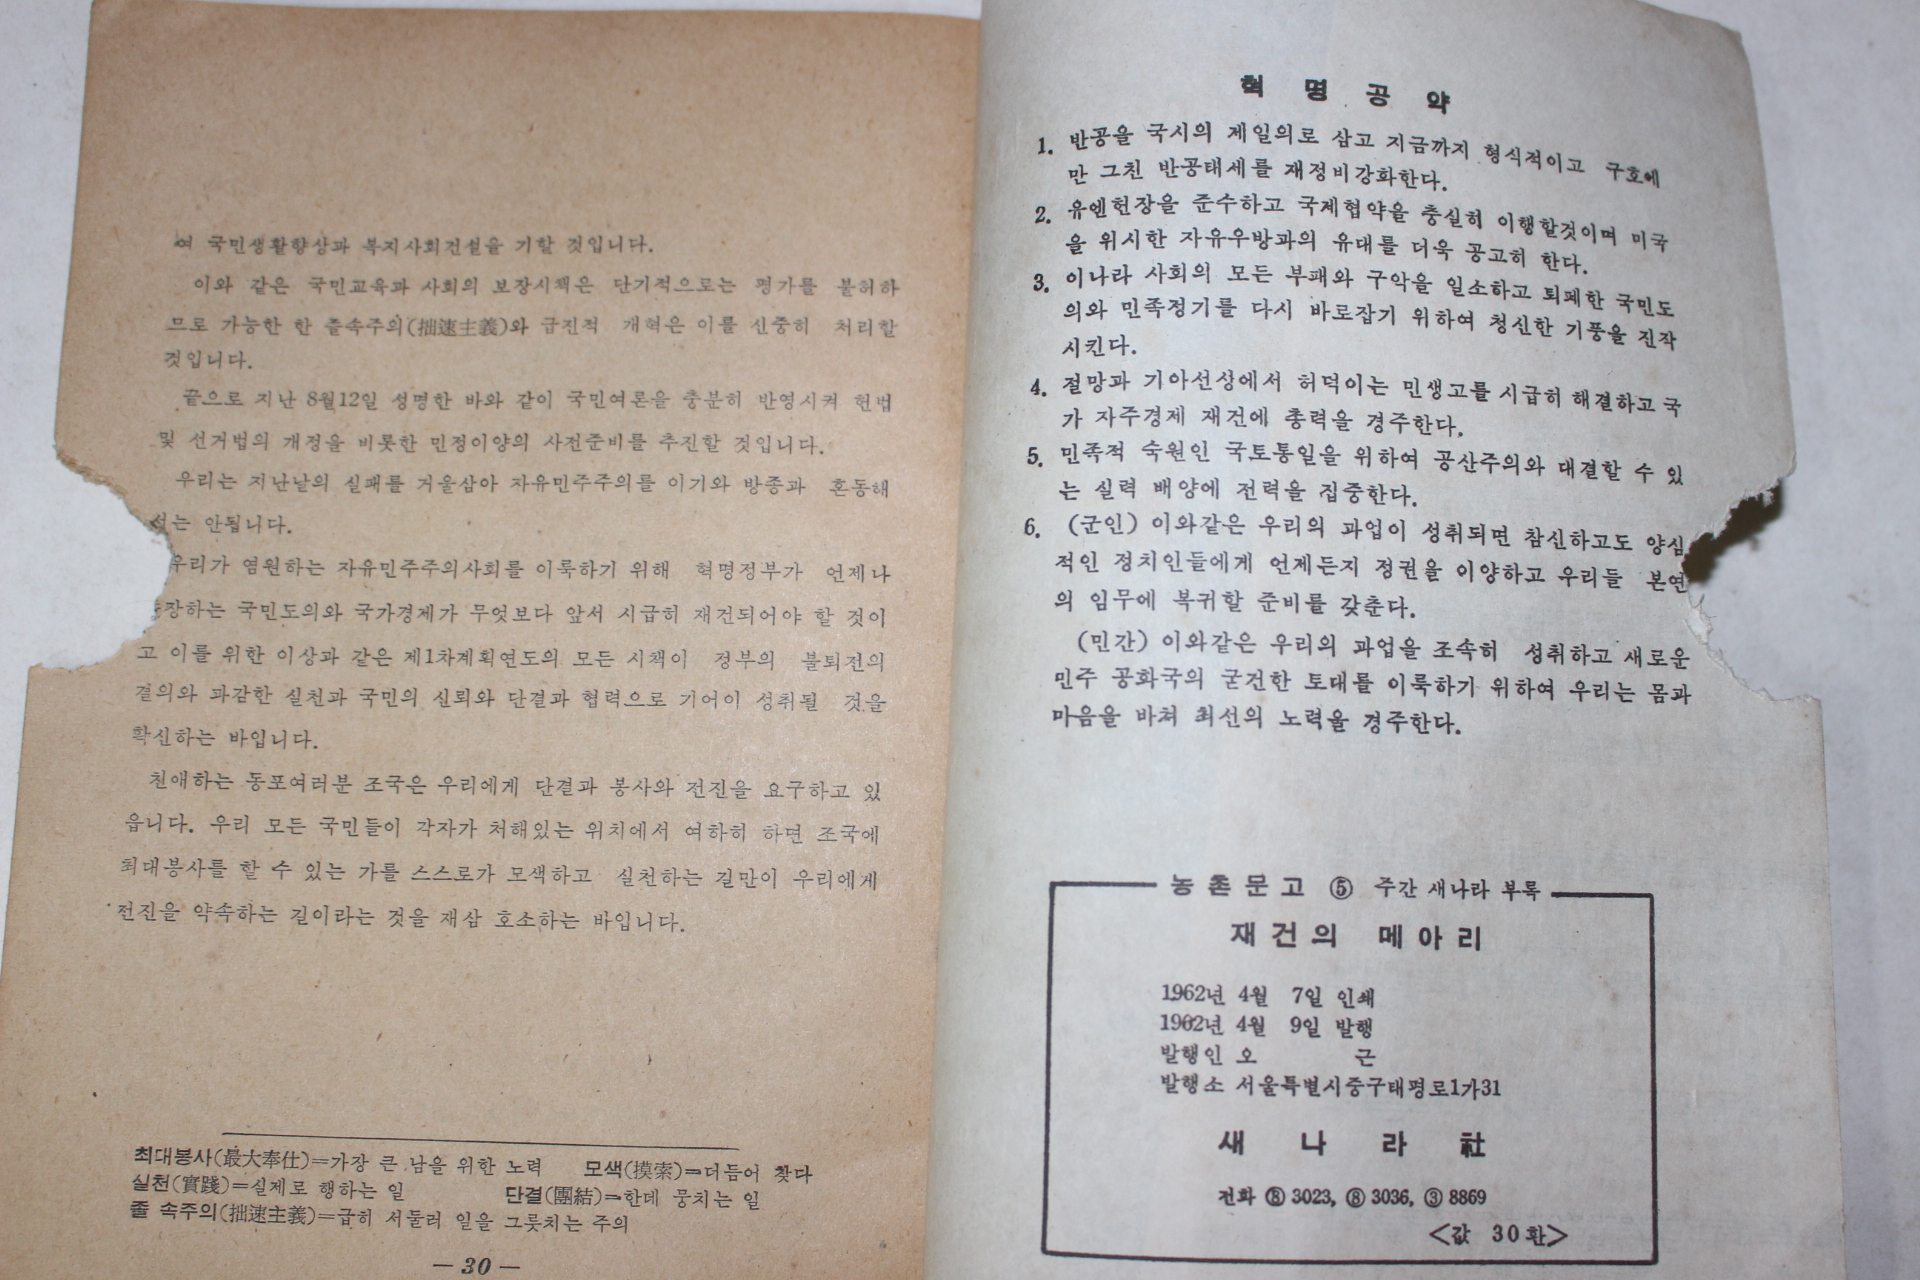 여 국민생활향상과 복지사회건설을 기할 것입니다.
이와 같은 국민교육과 사회의 보장시책은 단기적으로는 평가를 불허하
므로 가능한 한 졸속주의(拙速主義)와 급진적 개혁은 이를 신중히 처리할
것입니다.
끝으로 지난 8월12일 성명한 바와 같이 국민여론을 충분히 반영시켜 헌법
및 선거법의 개정을 비롯한 민정이양의 사전준비를 추진할 것입니다.
우리는 지난날의 실패를 거울삼아 자유민주주의를 이기와 방종과 혼동해
서는 안됩니다.
우리가 염원하는 자유민주주의사회를 이룩하기 위해 혁명정부가 언제나
장하는 국민도의와 국가경제가 무엇보다 앞서 시급히 재건되어야 할 것이
고 이를 위한 이상과 같은 제1차계획연도의 모든 시책이 정부의 불퇴전의
결의와 과감한 실천과 국민의 신뢰와 단결과 협력으로 기어이 성취될 것을
확신하는 바입니다.
친애하는 동포여러분 조국은 우리에게 단결과 봉사와 전진을 요구하고 있
읍니다. 우리 모든 국민들이 각자가 처해있는 위치에서 여하히 하면 조국에
최대봉사를 할 수 있는 가를 스스로가 모색하고 실천하는 길만이 우리에게
전진을 약속하는 길이라는 것을 재삼 호소하는 바입니다.
최대봉사(最大奉仕)=가장 큰 남을 위한 노력 모색(摸索)=더듬어 찾다
실천(實踐)=실제로 행하는 일 단결(團結)=한데 뭉치는 일
졸 속주의(拙速主義)=급히 서둘러 일을 그릇치는 주의
— 30 —
혁 명 공 약
1. 반공을 국시의 제일의로 삼고 지금까지 형식적이고 구호에
만 그친 반공태세를 재정비강화한다.
2. 유엔헌장을 준수하고 국제협약을 충실히 이행할것이며 미국
을 위시한 자유우방과의 유대를 더욱 공고히 한다.
3. 이나라 사회의 모든 부패와 구악을 일소하고 퇴폐한 국민도
의와 민족정기를 다시 바로잡기 위하여 청신한 기풍을 진작
시킨다.
4. 절망과 기아선상에서 허덕이는 민생고를 시급히 해결하고 국
가 자주경제 재건에 총력을 경주한다.
5. 민족적 숙원인 국토통일을 위하여 공산주의와 대결할 수 있
는 실력 배양에 전력을 집중한다.
6. (군인) 이와같은 우리의 과업이 성취되면 참신하고도 양심
적인 정치인들에게 언제든지 정권을 이양하고 우리들 본연
의 임무에 복귀할 준비를 갖춘다.
(민간) 이와같은 우리의 과업을 조속히 성취하고 새로운
민주 공화국의 굳건한 토대를 이룩하기 위하여 우리는 몸과
마음을 바쳐 최선의 노력을 경주한다.
농촌문고 ⑤ 주간 새나라 부록
재건의 메아리
1962년 4월 7일 인쇄
1962년 4월 9일 발행
발행인 오 근
발행소 서울특별시중구태평로1가31
새 나 라 社
전화 ⑧ 3023, ⑧ 3036, ③ 8869
<값 30환>